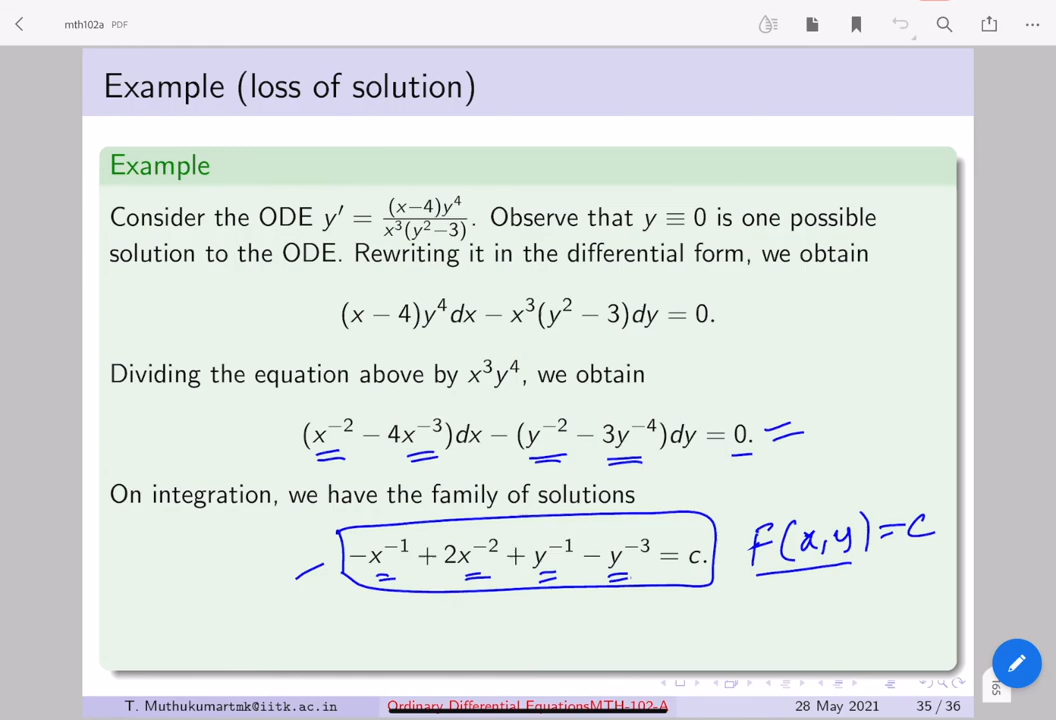 mth102a PDF
Example (loss of solution)
Example
Consider the ODE y′ = (x−4)y⁴/x³(y²−3). Observe that y ≡ 0 is one possible
solution to the ODE. Rewriting it in the differential form, we obtain
(x − 4)y⁴dx − x³(y² − 3)dy = 0.
Dividing the equation above by x³y⁴, we obtain
(x⁻² − 4x⁻³)dx − (y⁻² − 3y⁻⁴)dy = 0.
On integration, we have the family of solutions
−x⁻¹ + 2x⁻² + y⁻¹ − y⁻³ = c.
F(x,y)=c
165
T. Muthukumartmk@iitk.ac.in Ordinary Differential EquationsMTH-102-A 28 May 2021 35 / 36